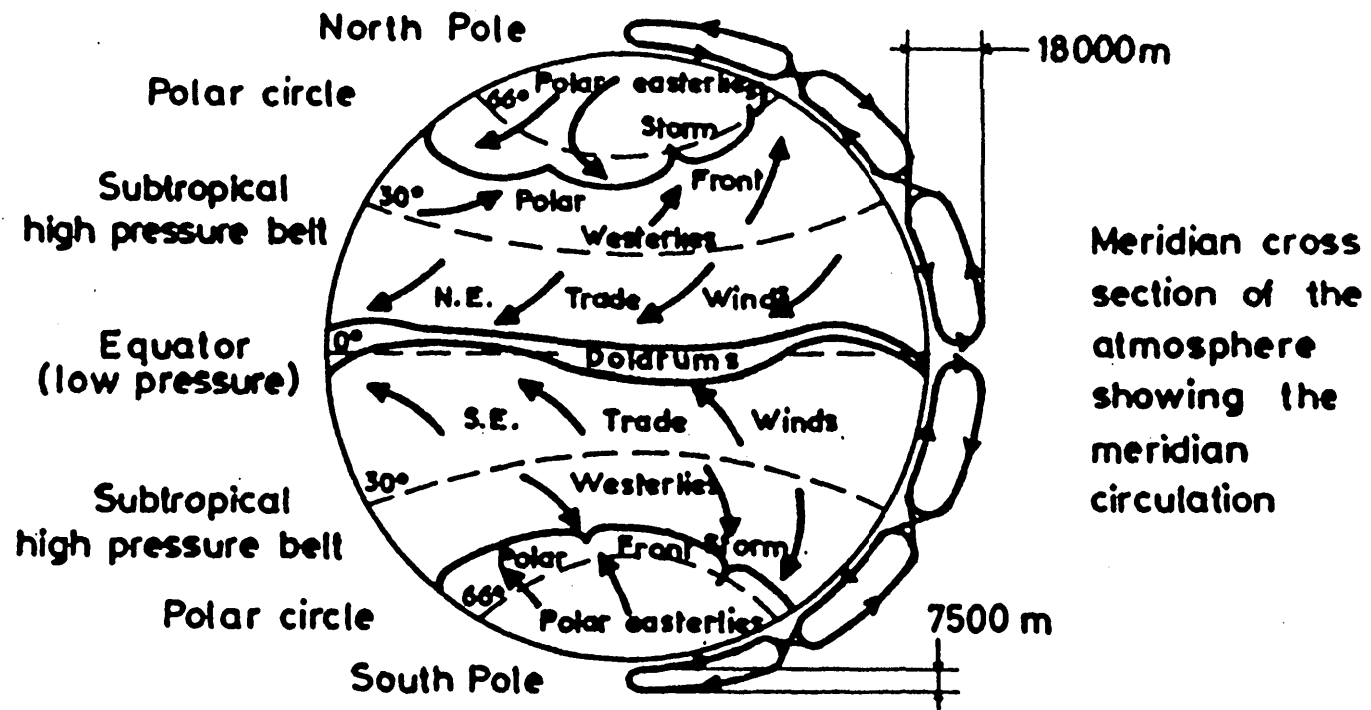 North Pole
18000 m
Polar circle
66°
Polar easterlies
Storm
Subtropical
high pressure belt
30°
Polar
Front
Westerlies
N.E. Trade Winds
Equator
(low pressure)
0°
Doldrums
S.E. Trade Winds
Meridian cross
section of the
atmosphere
showing the
meridian
circulation
30°
Westerlies
Subtropical
high pressure belt
Polar Front Storm
66°
Polar circle
Polar easterlies
7500 m
South Pole